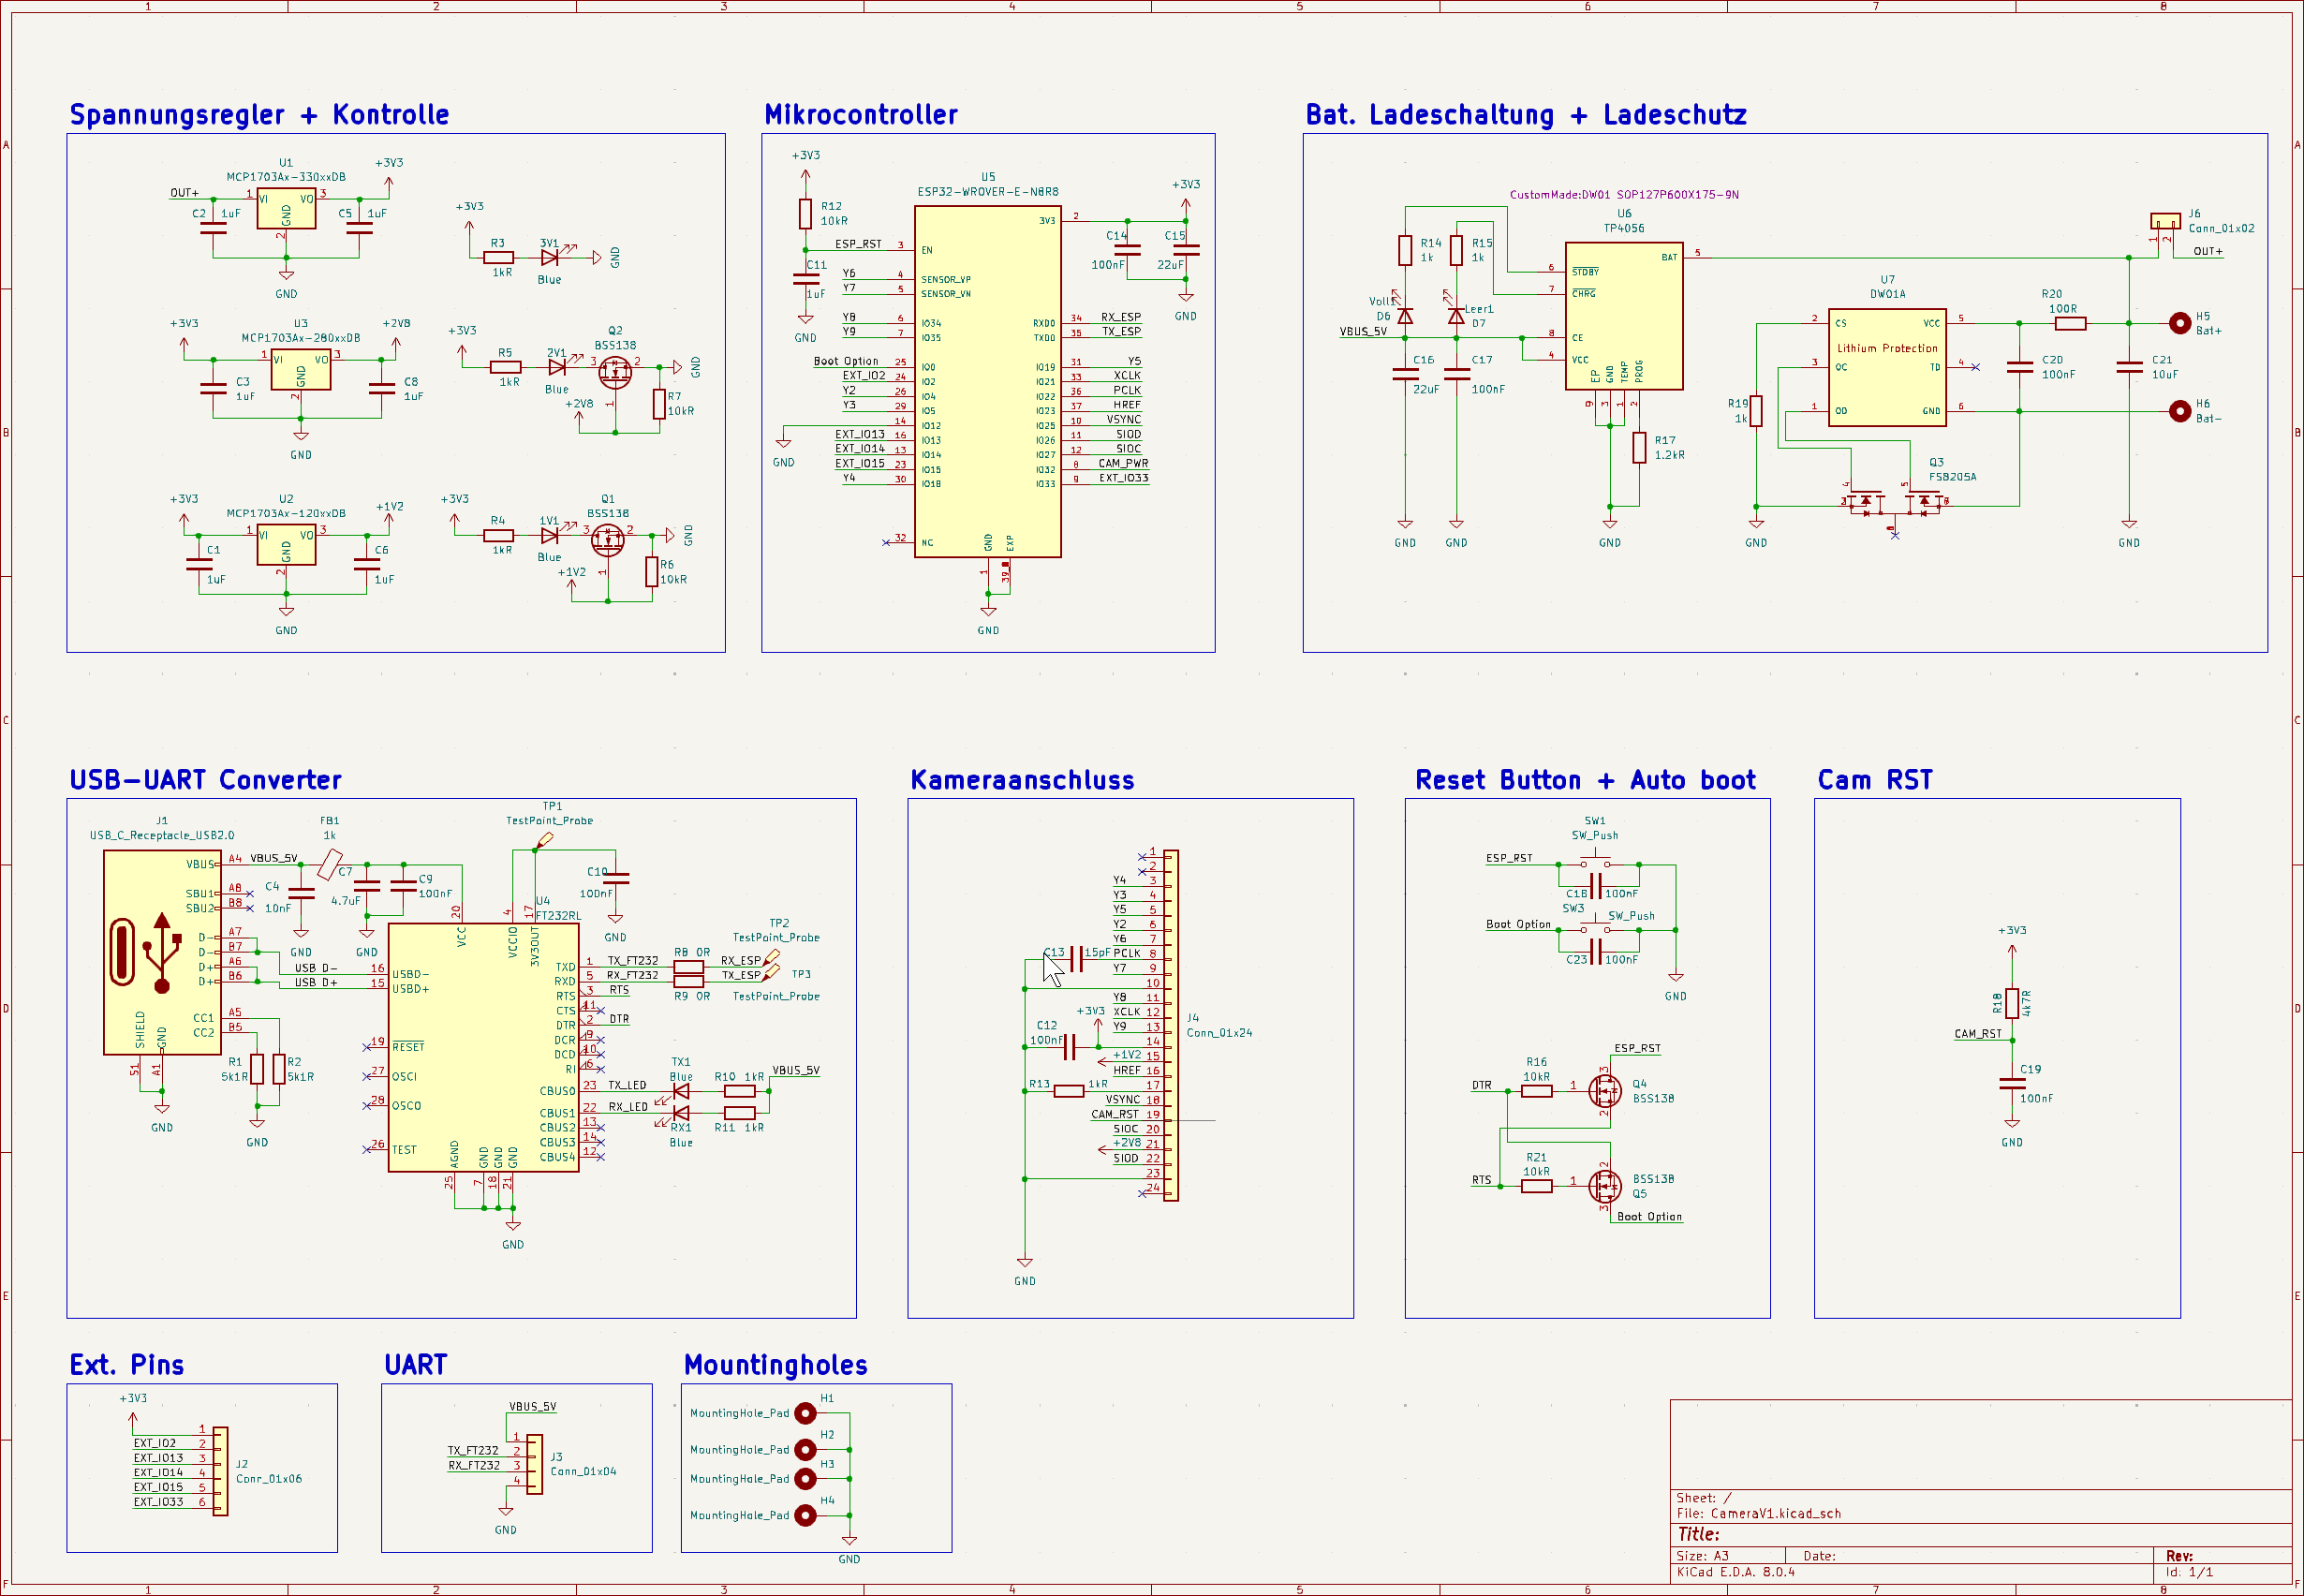 Spannungsregler + Kontrolle
U1
MCP1703Ax-330xxDB
OUT+
+3V3
1 VI VO 3
GND
2
C2 1uF
C5 1uF
GND
+3V3
R3
1kR
3V1
Blue
GND
U3
MCP1703Ax-280xxDB
+3V3
+2V8
1 VI VO 3
GND
2
C3
1uF
C8
1uF
GND
+3V3
R5
1kR
2V1
Blue
Q2
BSS138
3 2
1
+2V8
R7
10kR
GND
U2
MCP1703Ax-120xxDB
+3V3
+1V2
1 VI VO 3
GND
2
C1
1uF
C6
1uF
GND
+3V3
R4
1kR
1V1
Blue
Q1
BSS138
3 2
1
+1V2
R6
10kR
GND
Mikrocontroller
+3V3
R12
10kR
C11
1uF
GND
U5
ESP32-WROVER-E-N8R8
ESP_RST 3 EN
Y6 4 SENSOR_VP
Y7 5 SENSOR_VN
Y8 6 IO34
Y9 7 IO35
Boot Option 25 IO0
EXT_IO2 24 IO2
Y2 26 IO4
Y3 29 IO5
14 IO12
EXT_IO13 16 IO13
EXT_IO14 13 IO14
EXT_IO15 23 IO15
Y4 30 IO18
32 NC
GND
3V3 2
RXD0 34 RX_ESP
TXD0 35 TX_ESP
IO19 31 Y5
IO21 33 XCLK
IO22 36 PCLK
IO23 37 HREF
IO25 10 VSYNC
IO26 11 SIOD
IO27 12 SIOC
IO32 8 CAM_PWR
IO33 9 EXT_IO33
GND EXP
1
GND
+3V3
C14
100nF
C15
22uF
GND
Bat. Ladeschaltung + Ladeschutz
CustomMade:DW01 SOP127P600X175-9N
U6
TP4056
R14
1k
R15
1k
Voll1
D6
Leer1
D7
VBUS_5V
C16
22uF
C17
100nF
GND
GND
6 STDBY
7 CHRG
8 CE
4 VCC
BAT 5
EP GND TEMP PROG
9 3 1 2
R17
1.2kR
GND
J6
Conn_01x02
1 2
OUT+
U7
DW01A
Lithium Protection
2 CS
3 OC
1 OD
VCC 5
TD 4
GND 6
R20
100R
H5
Bat+
C20
100nF
C21
10uF
H6
Bat-
R19
1k
Q3
FS8205A
4
5
GND
GND
USB-UART Converter
J1
USB_C_Receptacle_USB2.0
VBUS A4 VBUS_5V
SBU1 A8
SBU2 B8
D- A7
D- B7
D+ A6
D+ B6
CC1 A5
CC2 B5
SHIELD GND
S1 A1
GND
FB1
1k
C4
10nF
GND
C7
4.7uF
GND
C9
100nF
USB D-
USB D+
R1
5k1R
R2
5k1R
GND
TP1
TestPoint_Probe
C10
100nF
GND
U4
FT232RL
20 4 17
VCC VCCIO 3V3OUT
16 USBD-
15 USBD+
19 RESET
27 OSCI
28 OSCO
26 TEST
TXD 1 TX_FT232
RXD 5 RX_FT232
RTS 3 RTS
CTS 11
DTR 2 DTR
DCR 9
DCD 10
RI 6
CBUS0 23 TX_LED
CBUS1 22 RX_LED
CBUS2 13
CBUS3 14
CBUS4 12
AGND GND GND GND
25 7 18 21
GND
R8 0R
RX_ESP
TX_ESP
R9 0R
TP2
TestPoint_Probe
TP3
TestPoint_Probe
TX1
Blue
RX1
Blue
R10 1kR
R11 1kR
VBUS_5V
Kameraanschluss
1
2
Y4 3
Y3 4
Y5 5
Y2 6
Y6 7
C13 15pF PCLK 8
Y7 9
10
Y8 11
XCLK 12
Y9 13
C12
100nF
+3V3
14
+1V2 15
HREF 16
R13 1kR 17
VSYNC 18
CAM_RST 19
SIOC 20
+2V8 21
SIOD 22
23
24
J4
Conn_01x24
GND
Reset Button + Auto boot
SW1
SW_Push
ESP_RST
C18 100nF
SW3
SW_Push
Boot Option
C23 100nF
GND
ESP_RST
R16
10kR
DTR
1
3
2
Q4
BSS138
R21
10kR
RTS
1
2
3
BSS138
Q5
Boot Option
Cam RST
+3V3
R18
4k7R
CAM_RST
C19
100nF
GND
Ext. Pins
+3V3
1
EXT_IO2 2
EXT_IO13 3
EXT_IO14 4
EXT_IO15 5
EXT_IO33 6
J2
Conn_01x06
UART
VBUS_5V
1
TX_FT232 2
RX_FT232 3
4
J3
Conn_01x04
GND
Mountingholes
H1
MountingHole_Pad
H2
MountingHole_Pad
H3
MountingHole_Pad
H4
MountingHole_Pad
GND
Sheet: /
File: CameraV1.kicad_sch
Title:
Size: A3
Date:
Rev:
KiCad E.D.A. 8.0.4
Id: 1/1
1 2 3 4 5 6 7 8
A
B
C
D
E
F